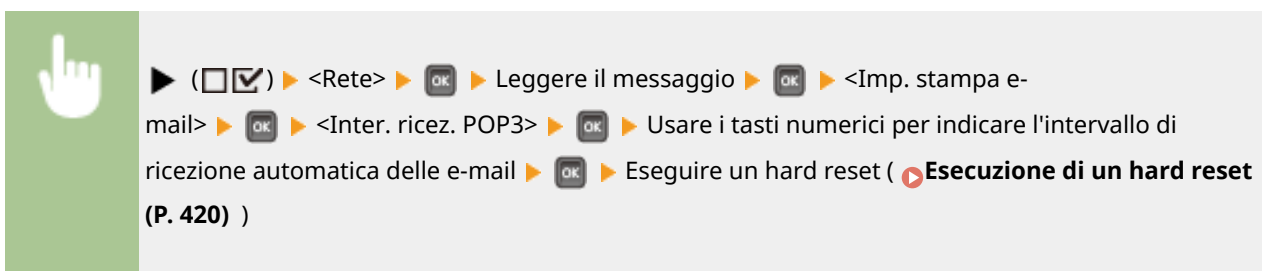 ▶ (☐☑) ▶ <Rete> ▶ OK ▶ Leggere il messaggio ▶ OK ▶ <Imp. stampa e-
mail> ▶ OK ▶ <Inter. ricez. POP3> ▶ OK ▶ Usare i tasti numerici per indicare l'intervallo di
ricezione automatica delle e-mail ▶ OK ▶ Eseguire un hard reset ( Esecuzione di un hard reset
(P. 420) )